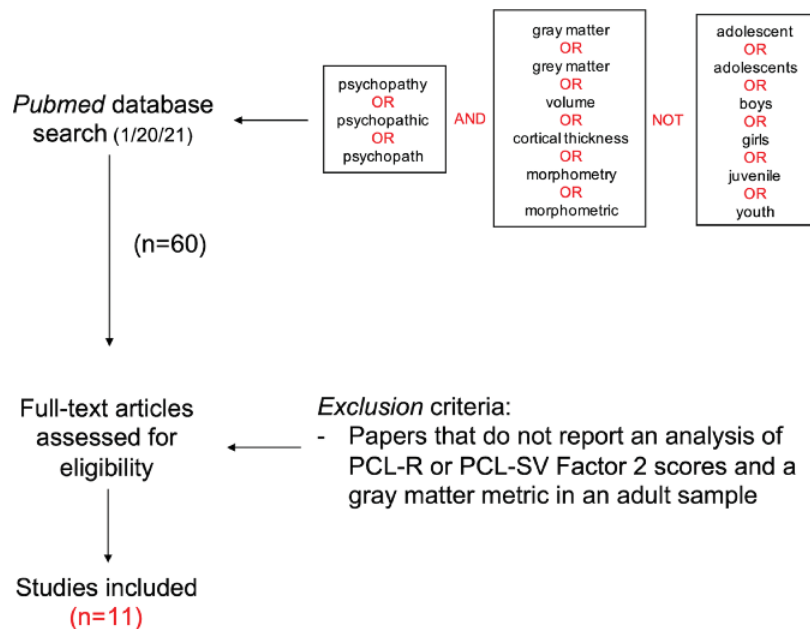 Pubmed database
search (1/20/21)
psychopathy
OR
psychopathic
OR
psychopath
AND
gray matter
OR
grey matter
OR
volume
OR
cortical thickness
OR
morphometry
OR
morphometric
NOT
adolescent
OR
adolescents
OR
boys
OR
girls
OR
juvenile
OR
youth
(n=60)
Full-text articles
assessed for
eligibility
Exclusion criteria:
- Papers that do not report an analysis of
PCL-R or PCL-SV Factor 2 scores and a
gray matter metric in an adult sample
Studies included
(n=11)